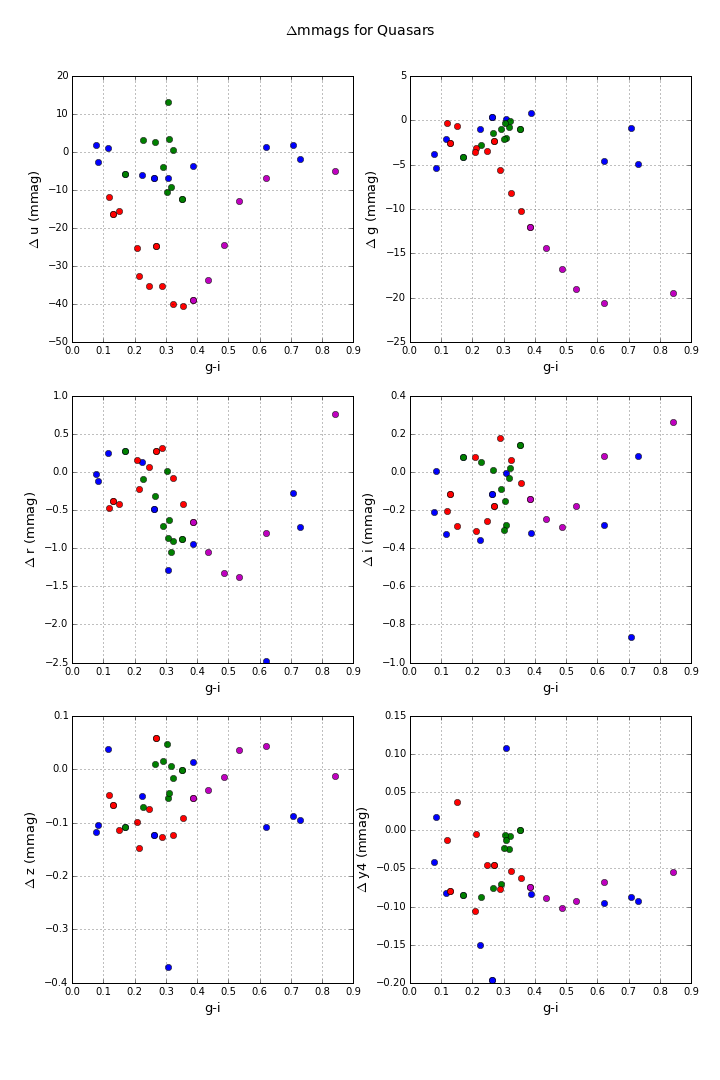 Δmmags for Quasars
20
10
0
−10
−20
−30
−40
−50
Δ u (mmag)
0.0 0.1 0.2 0.3 0.4 0.5 0.6 0.7 0.8 0.9
g-i
5
0
−5
−10
−15
−20
−25
Δ g (mmag)
0.0 0.1 0.2 0.3 0.4 0.5 0.6 0.7 0.8 0.9
g-i
1.0
0.5
0.0
−0.5
−1.0
−1.5
−2.0
−2.5
Δ r (mmag)
0.0 0.1 0.2 0.3 0.4 0.5 0.6 0.7 0.8 0.9
g-i
0.4
0.2
0.0
−0.2
−0.4
−0.6
−0.8
−1.0
Δ i (mmag)
0.0 0.1 0.2 0.3 0.4 0.5 0.6 0.7 0.8 0.9
g-i
0.1
0.0
−0.1
−0.2
−0.3
−0.4
Δ z (mmag)
0.0 0.1 0.2 0.3 0.4 0.5 0.6 0.7 0.8 0.9
g-i
0.15
0.10
0.05
0.00
−0.05
−0.10
−0.15
−0.20
Δ y4 (mmag)
0.0 0.1 0.2 0.3 0.4 0.5 0.6 0.7 0.8 0.9
g-i